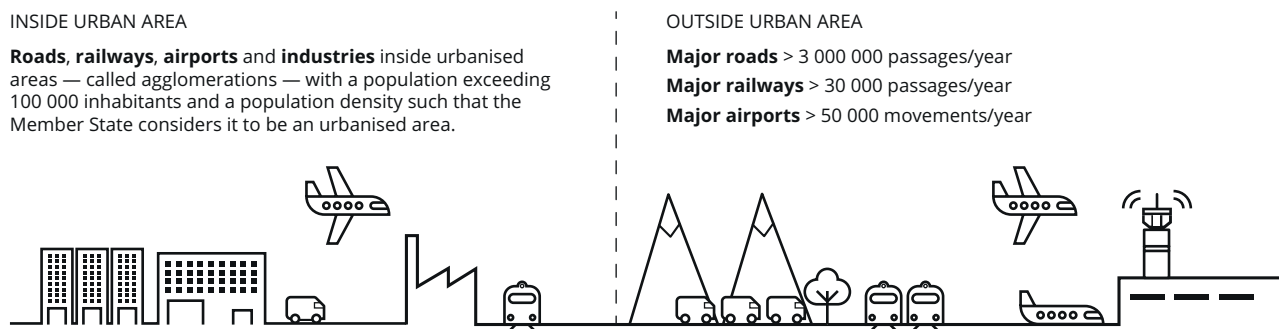 INSIDE URBAN AREA
Roads, railways, airports and industries inside urbanised
areas — called agglomerations — with a population exceeding
100 000 inhabitants and a population density such that the
Member State considers it to be an urbanised area.
OUTSIDE URBAN AREA
Major roads > 3 000 000 passages/year
Major railways > 30 000 passages/year
Major airports > 50 000 movements/year